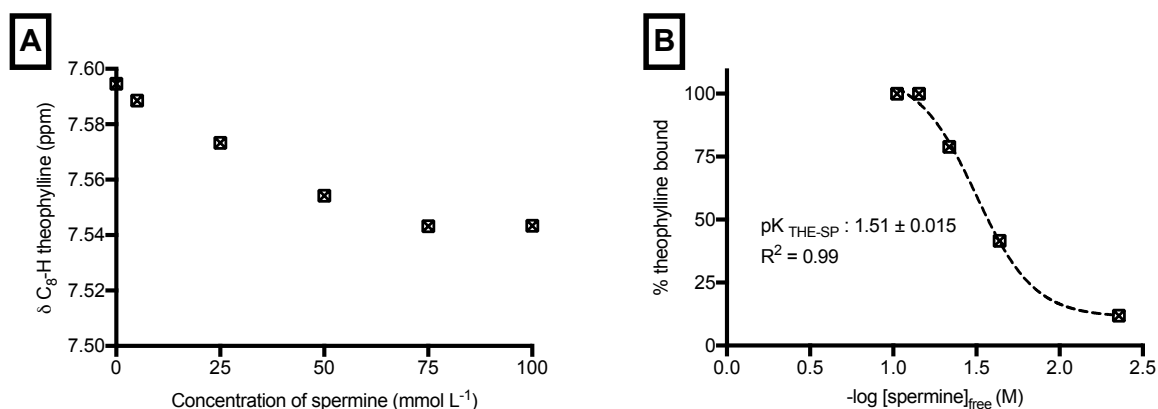 A
7.60
7.58
7.56
7.54
7.52
7.50
δ C₈-H theophylline (ppm)
0
25
50
75
100
Concentration of spermine (mmol L⁻¹)
B
100
75
50
25
0
% theophylline bound
pK THE-SP : 1.51 ± 0.015
R² = 0.99
0.0
0.5
1.0
1.5
2.0
2.5
-log [spermine]free (M)